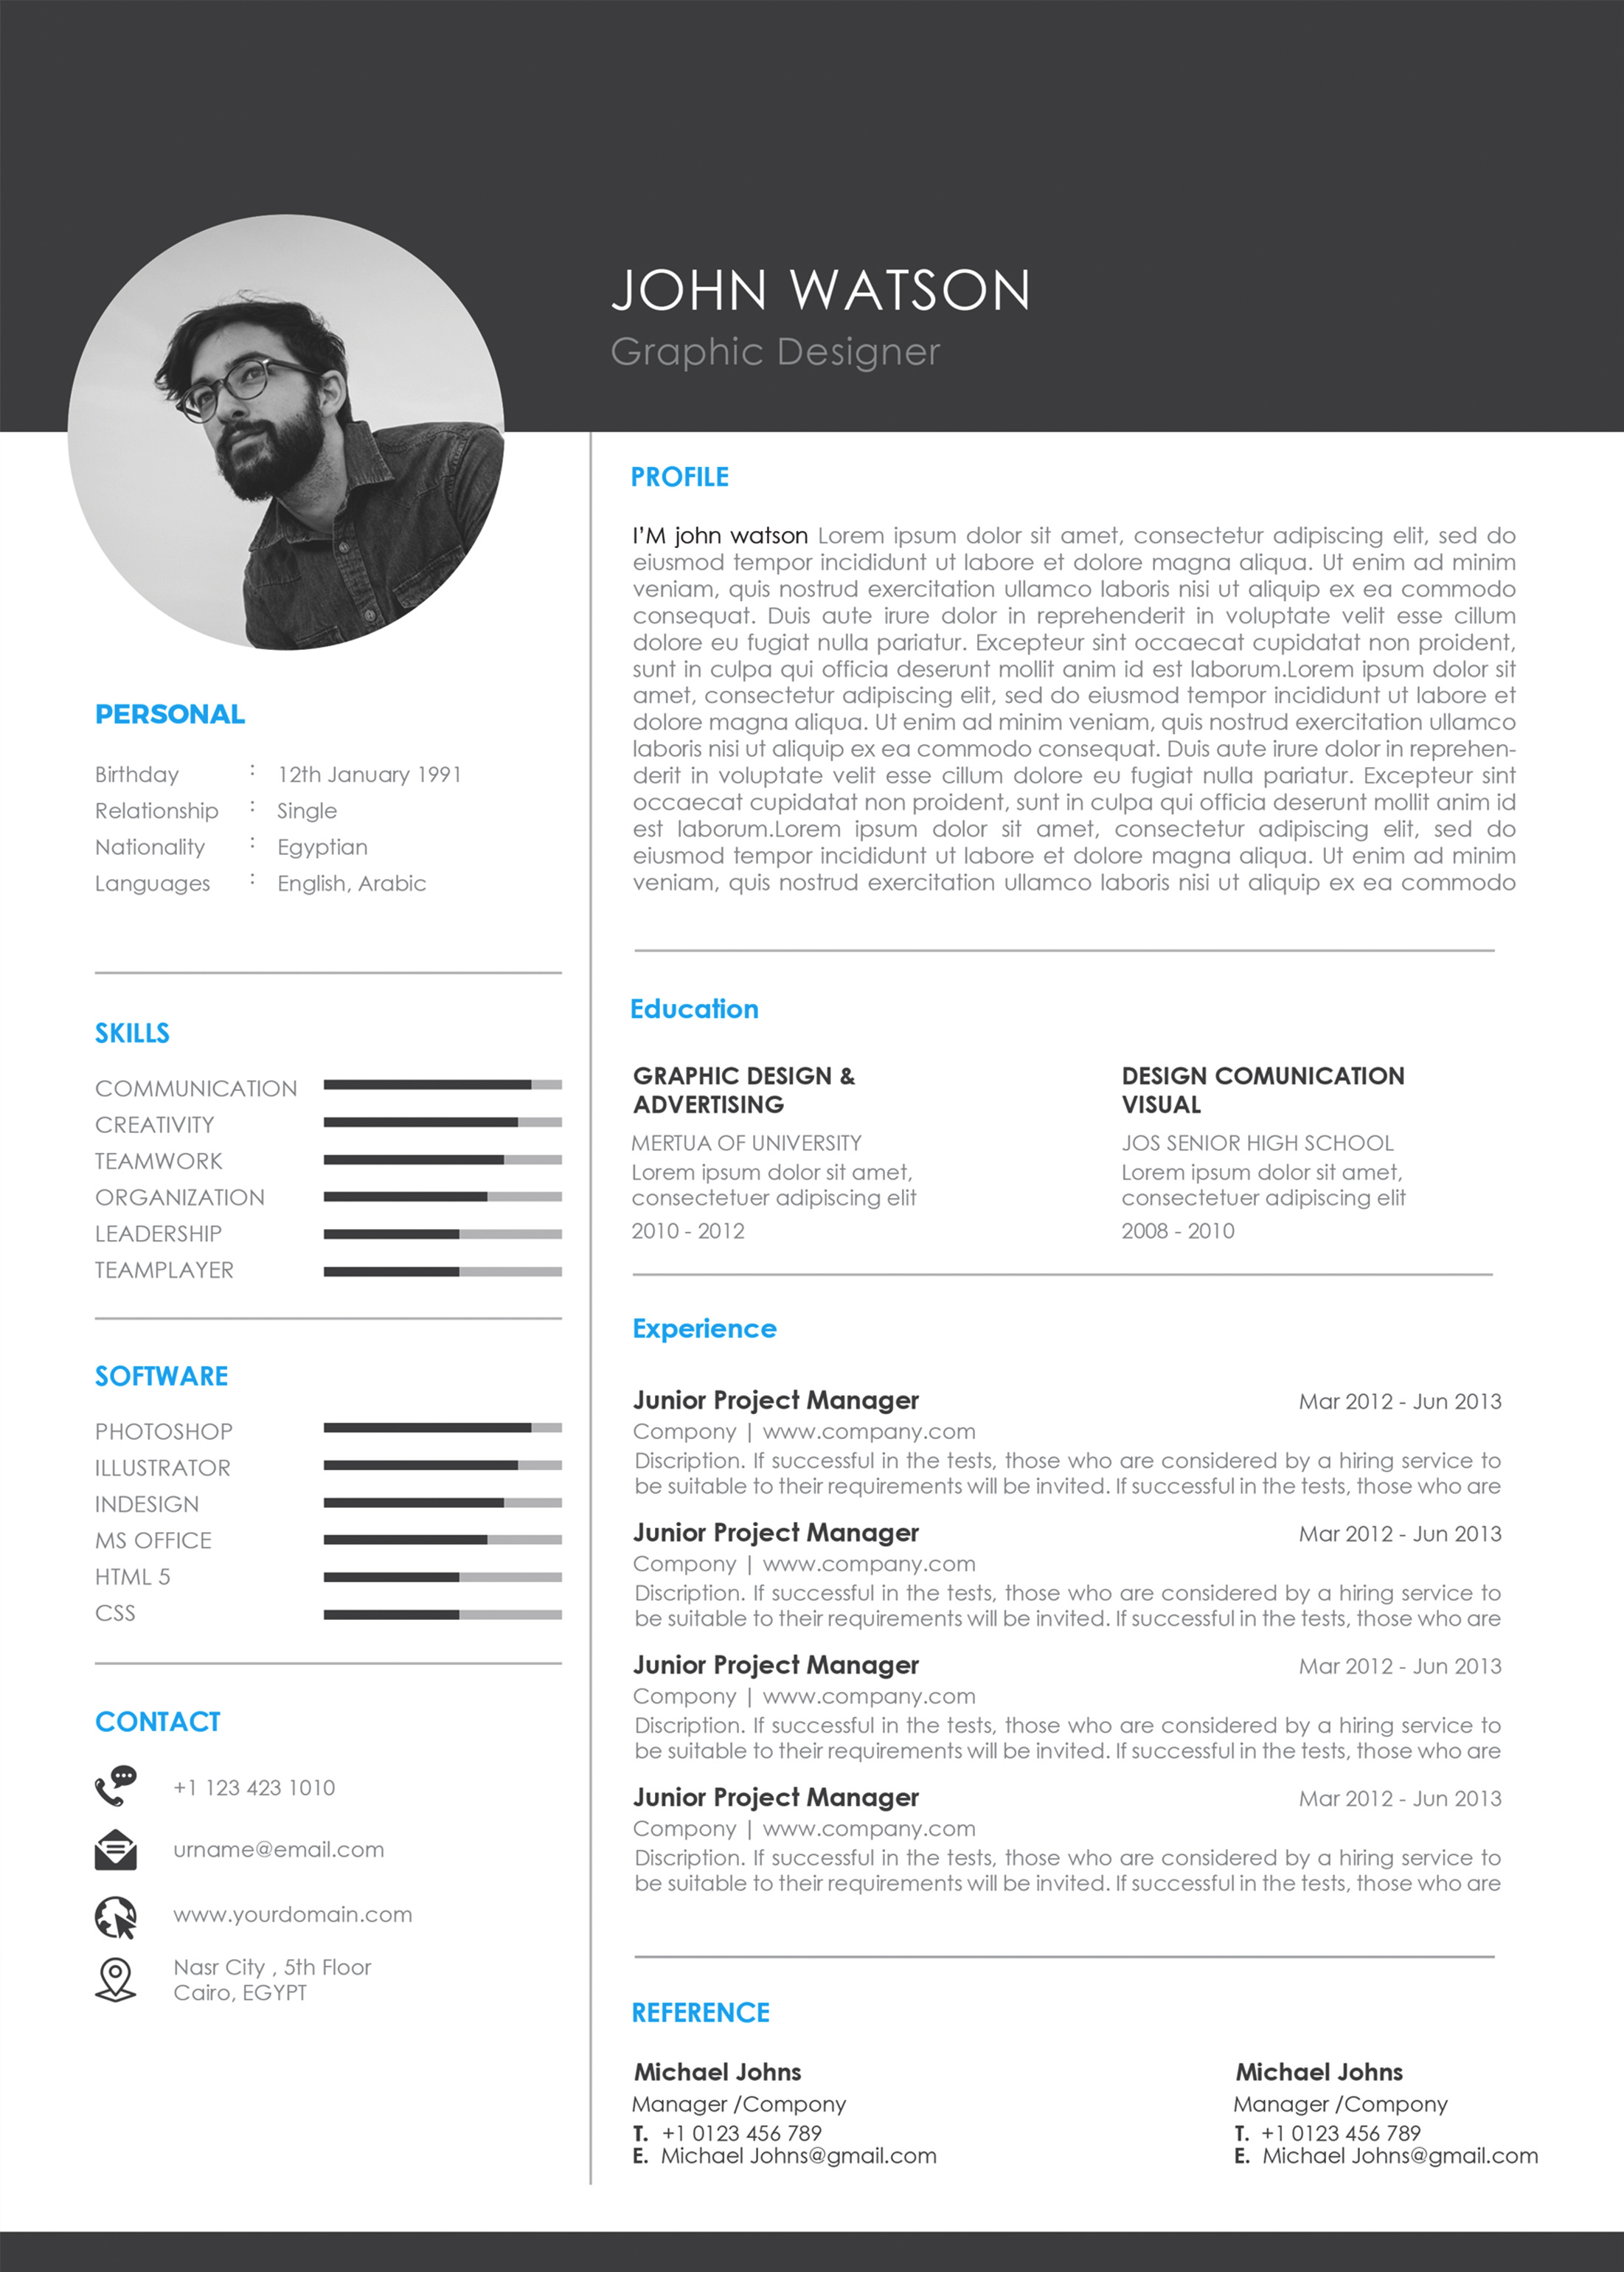 JOHN WATSON
Graphic Designer
PERSONAL
Birthday : 12th January 1991
Relationship : Single
Nationality : Egyptian
Languages : English, Arabic
SKILLS
COMMUNICATION
CREATIVITY
TEAMWORK
ORGANIZATION
LEADERSHIP
TEAMPLAYER
SOFTWARE
PHOTOSHOP
ILLUSTRATOR
INDESIGN
MS OFFICE
HTML 5
CSS
CONTACT
+1 123 423 1010
urname@email.com
www.yourdomain.com
Nasr City , 5th Floor
Cairo, EGYPT
PROFILE
I'M john watson Lorem ipsum dolor sit amet, consectetur adipiscing elit, sed do
eiusmod tempor incididunt ut labore et dolore magna aliqua. Ut enim ad minim
veniam, quis nostrud exercitation ullamco laboris nisi ut aliquip ex ea commodo
consequat. Duis aute irure dolor in reprehenderit in voluptate velit esse cillum
dolore eu fugiat nulla pariatur. Excepteur sint occaecat cupidatat non proident,
sunt in culpa qui officia deserunt mollit anim id est laborum.Lorem ipsum dolor sit
amet, consectetur adipiscing elit, sed do eiusmod tempor incididunt ut labore et
dolore magna aliqua. Ut enim ad minim veniam, quis nostrud exercitation ullamco
laboris nisi ut aliquip ex ea commodo consequat. Duis aute irure dolor in reprehen-
derit in voluptate velit esse cillum dolore eu fugiat nulla pariatur. Excepteur sint
occaecat cupidatat non proident, sunt in culpa qui officia deserunt mollit anim id
est laborum.Lorem ipsum dolor sit amet, consectetur adipiscing elit, sed do
eiusmod tempor incididunt ut labore et dolore magna aliqua. Ut enim ad minim
veniam, quis nostrud exercitation ullamco laboris nisi ut aliquip ex ea commodo
Education
GRAPHIC DESIGN &
ADVERTISING
MERTUA OF UNIVERSITY
Lorem ipsum dolor sit amet,
consectetuer adipiscing elit
2010 - 2012
DESIGN COMUNICATION
VISUAL
JOS SENIOR HIGH SCHOOL
Lorem ipsum dolor sit amet,
consectetuer adipiscing elit
2008 - 2010
Experience
Junior Project Manager Mar 2012 - Jun 2013
Compony | www.company.com
Discription. If successful in the tests, those who are considered by a hiring service to
be suitable to their requirements will be invited. If successful in the tests, those who are
Junior Project Manager Mar 2012 - Jun 2013
Compony | www.company.com
Discription. If successful in the tests, those who are considered by a hiring service to
be suitable to their requirements will be invited. If successful in the tests, those who are
Junior Project Manager Mar 2012 - Jun 2013
Compony | www.company.com
Discription. If successful in the tests, those who are considered by a hiring service to
be suitable to their requirements will be invited. If successful in the tests, those who are
Junior Project Manager Mar 2012 - Jun 2013
Compony | www.company.com
Discription. If successful in the tests, those who are considered by a hiring service to
be suitable to their requirements will be invited. If successful in the tests, those who are
REFERENCE
Michael Johns
Manager /Compony
T. +1 0123 456 789
E. Michael Johns@gmail.com
Michael Johns
Manager /Compony
T. +1 0123 456 789
E. Michael Johns@gmail.com